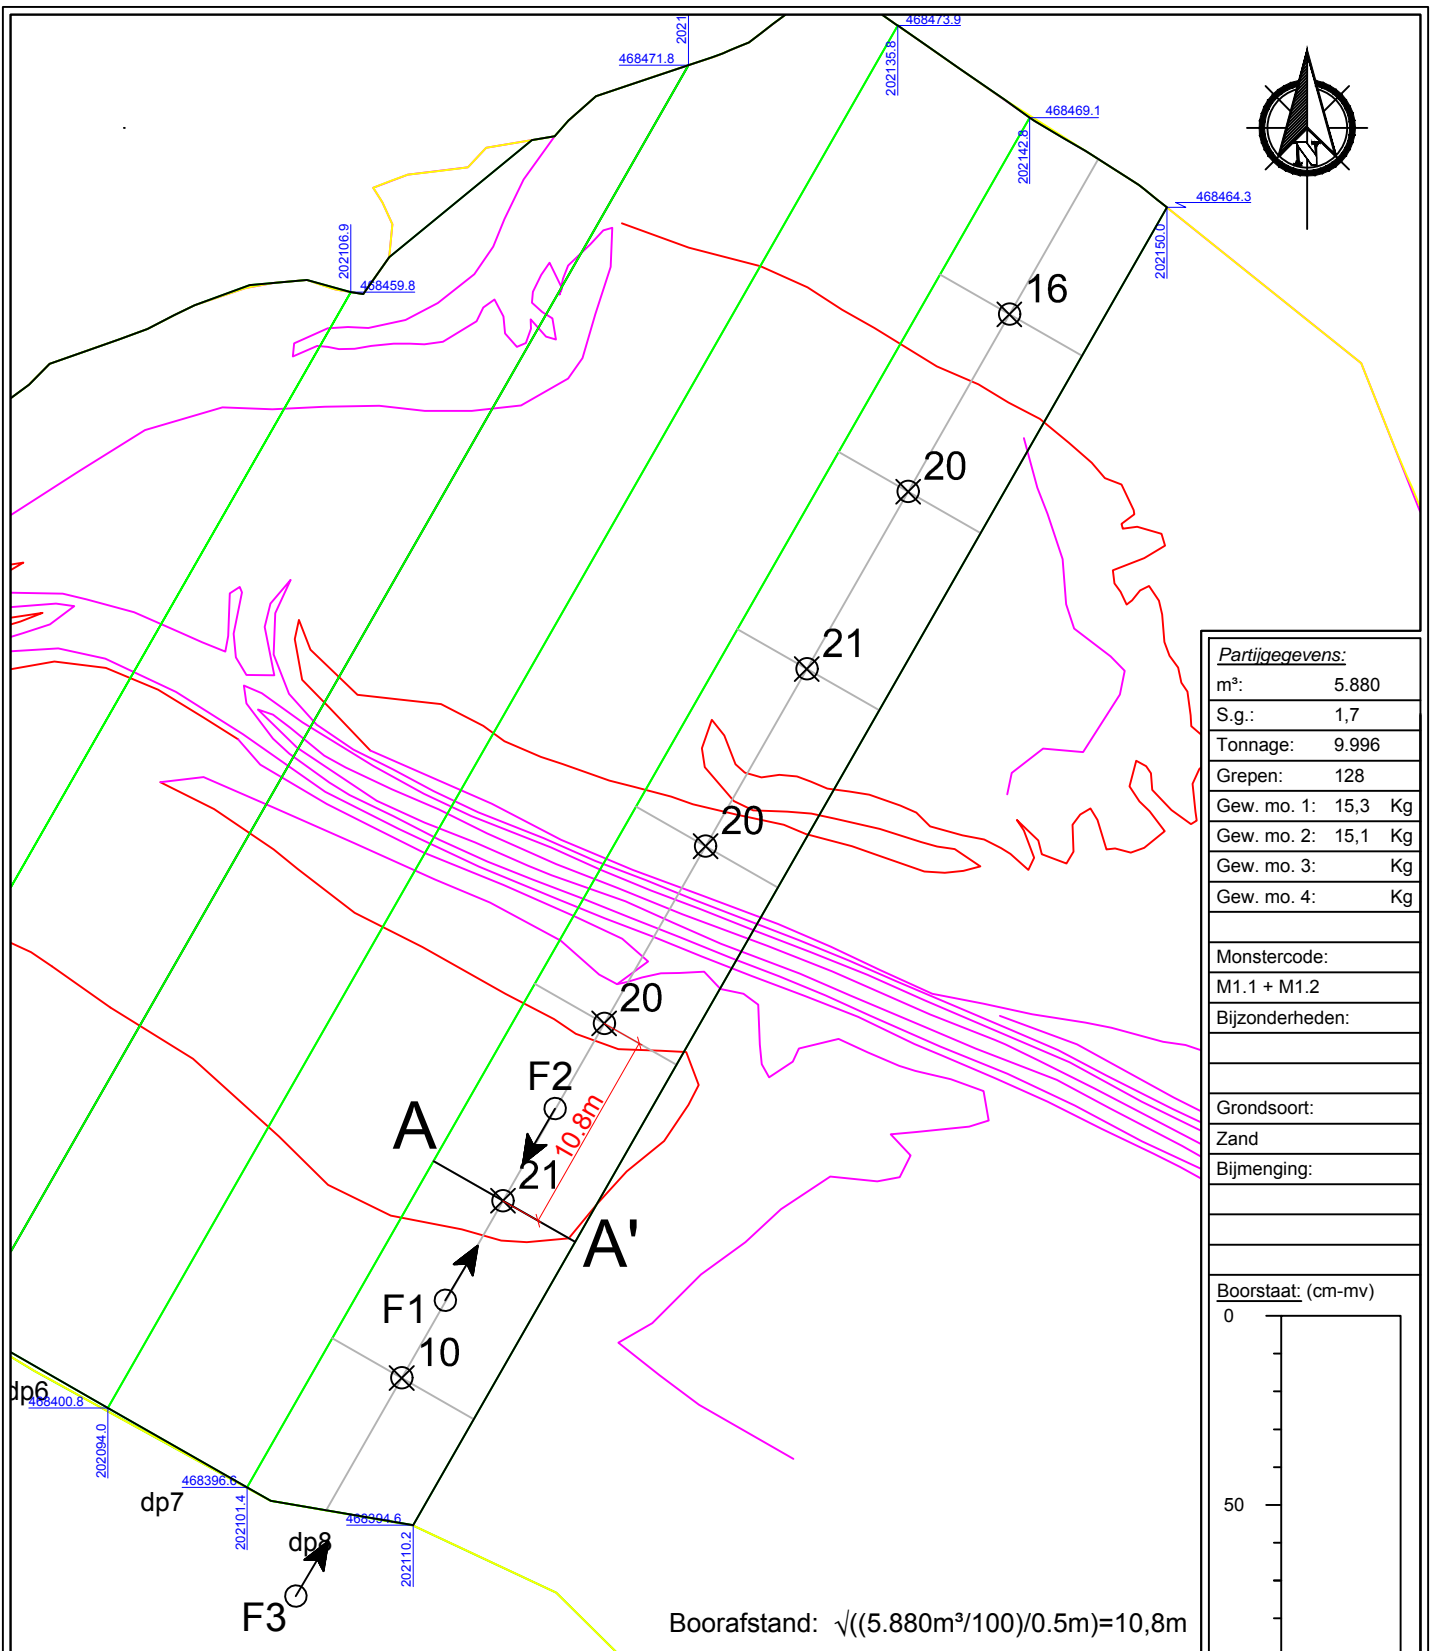 468473.9
2021
202135.8
468471.8
468469.1
202142.8
N
468464.3
202150.0
202106.9
468459.8
16
20
21
20
20
F2
10.8m
A
21
A'
F1
10
dp6
468400.8
202094.0
468396.6
202101.4
dp7
468394.6
202110.2
dp8
F3
Boorafstand: √((5.880m³/100)/0.5m)=10,8m
Partijgegevens:
m³: 5.880
S.g.: 1,7
Tonnage: 9.996
Grepen: 128
Gew. mo. 1: 15,3 Kg
Gew. mo. 2: 15,1 Kg
Gew. mo. 3: Kg
Gew. mo. 4: Kg
Monstercode:
M1.1 + M1.2
Bijzonderheden:
Grondsoort:
Zand
Bijmenging:
Boorstaat: (cm-mv)
0
50